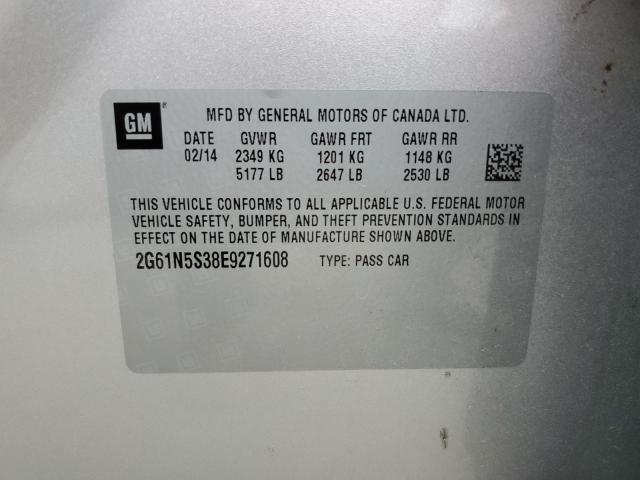 GM ® MFD BY GENERAL MOTORS OF CANADA LTD.
DATE GVWR GAWR FRT GAWR RR
02/14 2349 KG 1201 KG 1148 KG
5177 LB 2647 LB 2530 LB
THIS VEHICLE CONFORMS TO ALL APPLICABLE U.S. FEDERAL MOTOR
VEHICLE SAFETY, BUMPER, AND THEFT PREVENTION STANDARDS IN
EFFECT ON THE DATE OF MANUFACTURE SHOWN ABOVE.
2G61N5S38E9271608 TYPE: PASS CAR